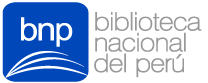 bnp
biblioteca
nacional
del perú